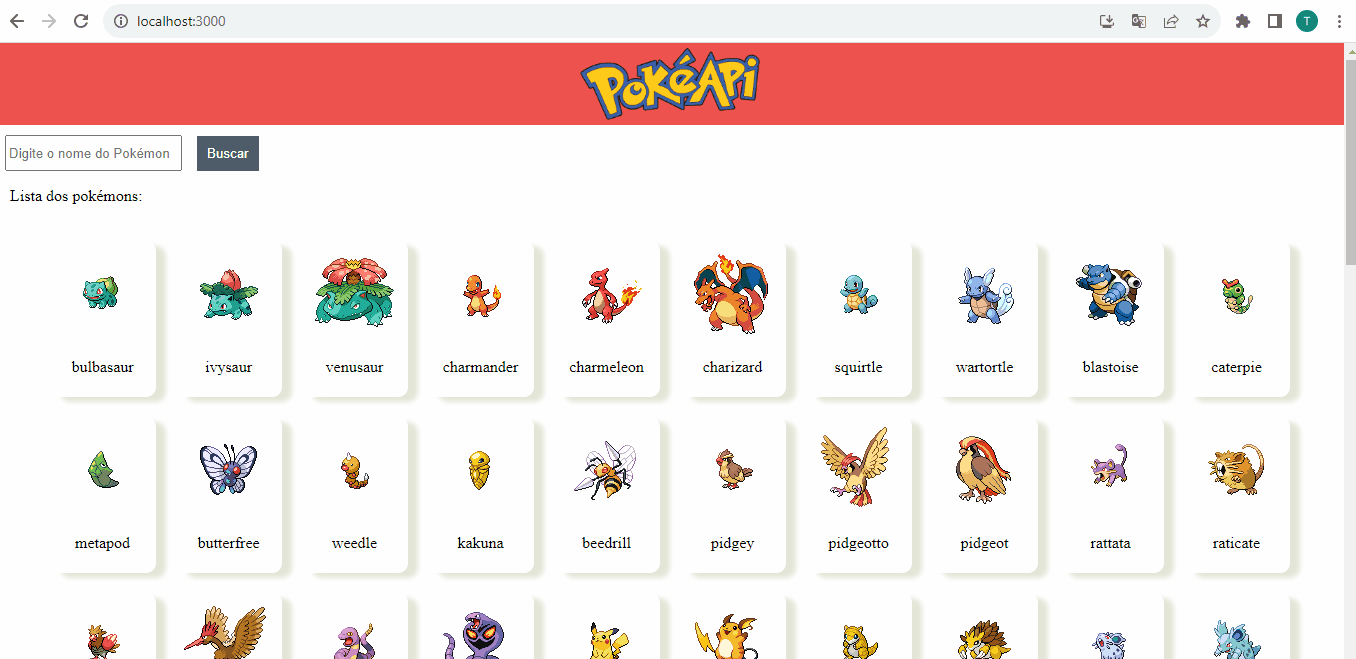 localhost:3000
T
PokéApi
Digite o nome do Pokémon
Buscar
Lista dos pokémons:
bulbasaur
ivysaur
venusaur
charmander
charmeleon
charizard
squirtle
wartortle
blastoise
caterpie
metapod
butterfree
weedle
kakuna
beedrill
pidgey
pidgeotto
pidgeot
rattata
raticate